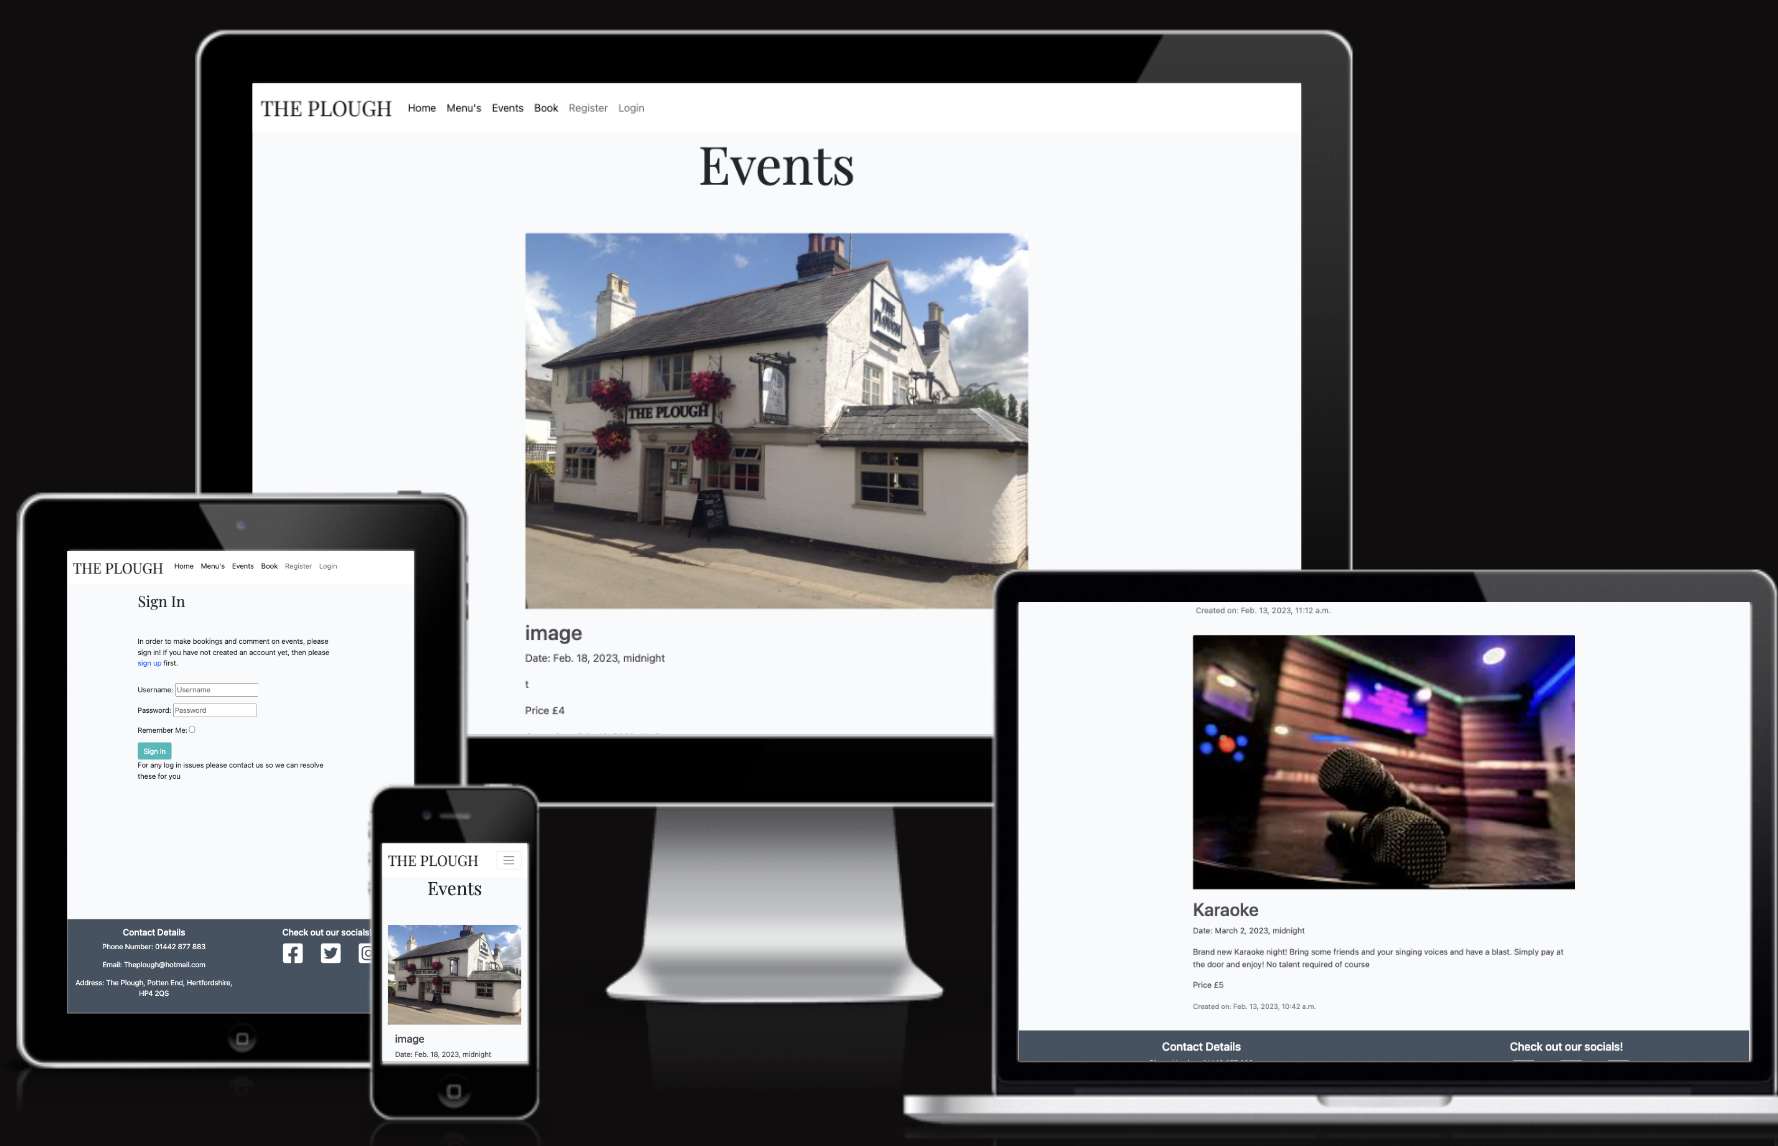 THE PLOUGH Home Menu's Events Book Register Login
Events
THE PLOUGH
THE PLOUGH
image
Date: Feb. 18, 2023, midnight
t
Price £4
THE PLOUGH Home Menu's Events Book Register Login
Sign In
In order to make bookings and comment on events, please
sign in! If you have not created an account yet, then please
sign up first.
Username: Username
Password: Password
Remember Me:
Sign In
For any log in issues please contact us so we can resolve
these for you
Contact Details
Phone Number: 01442 877 883
Email: Theplough@hotmail.com
Address: The Plough, Potten End, Hertfordshire,
HP4 2QS
Check out our socials!
THE PLOUGH
Events
image
Date: Feb. 18, 2023, midnight
Created on: Feb. 13, 2023, 11:12 a.m.
Karaoke
Date: March 2, 2023, midnight
Brand new Karaoke night! Bring some friends and your singing voices and have a blast. Simply pay at
the door and enjoy! No talent required of course
Price £5
Created on: Feb. 13, 2023, 10:42 a.m.
Contact Details
Check out our socials!